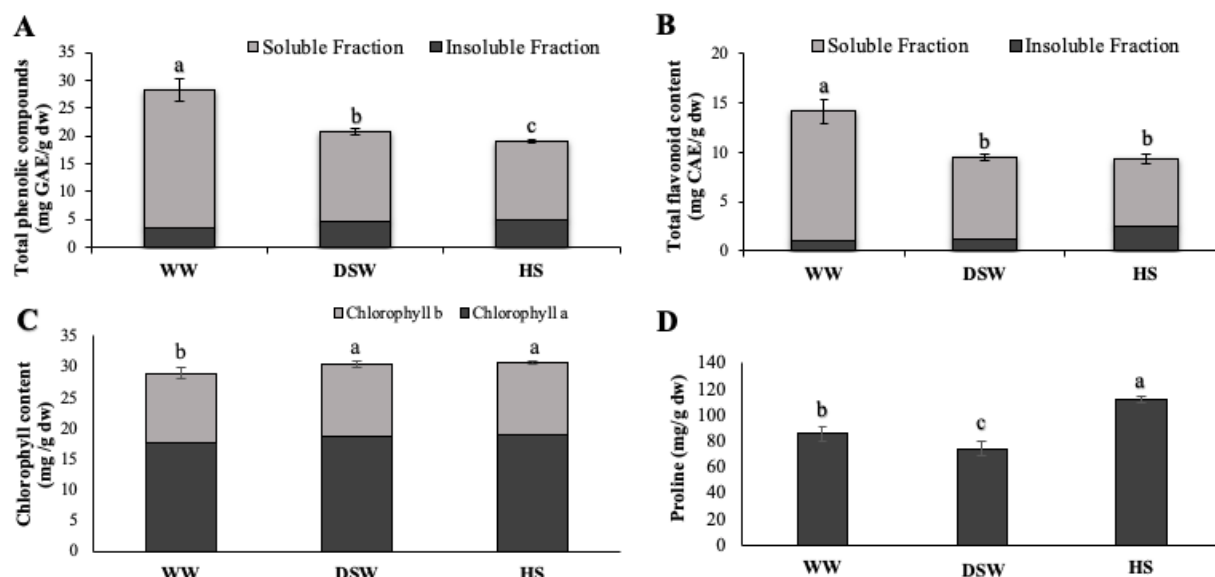 A
Soluble Fraction Insoluble Fraction
Total phenolic compounds
(mg GAE/g dw)
35
30
25
20
15
10
5
0
a
b
c
WW DSW HS
B
Soluble Fraction Insoluble Fraction
Total flavonoid content
(mg CAE/g dw)
20
15
10
5
0
a
b
b
WW DSW HS
C
Chlorophyll b Chlorophyll a
Chlorophyll content
(mg /g dw)
35
30
25
20
15
10
5
0
b
a
a
WW DSW HS
D
Proline (mg/g dw)
140
120
100
80
60
40
20
0
b
c
a
WW DSW HS